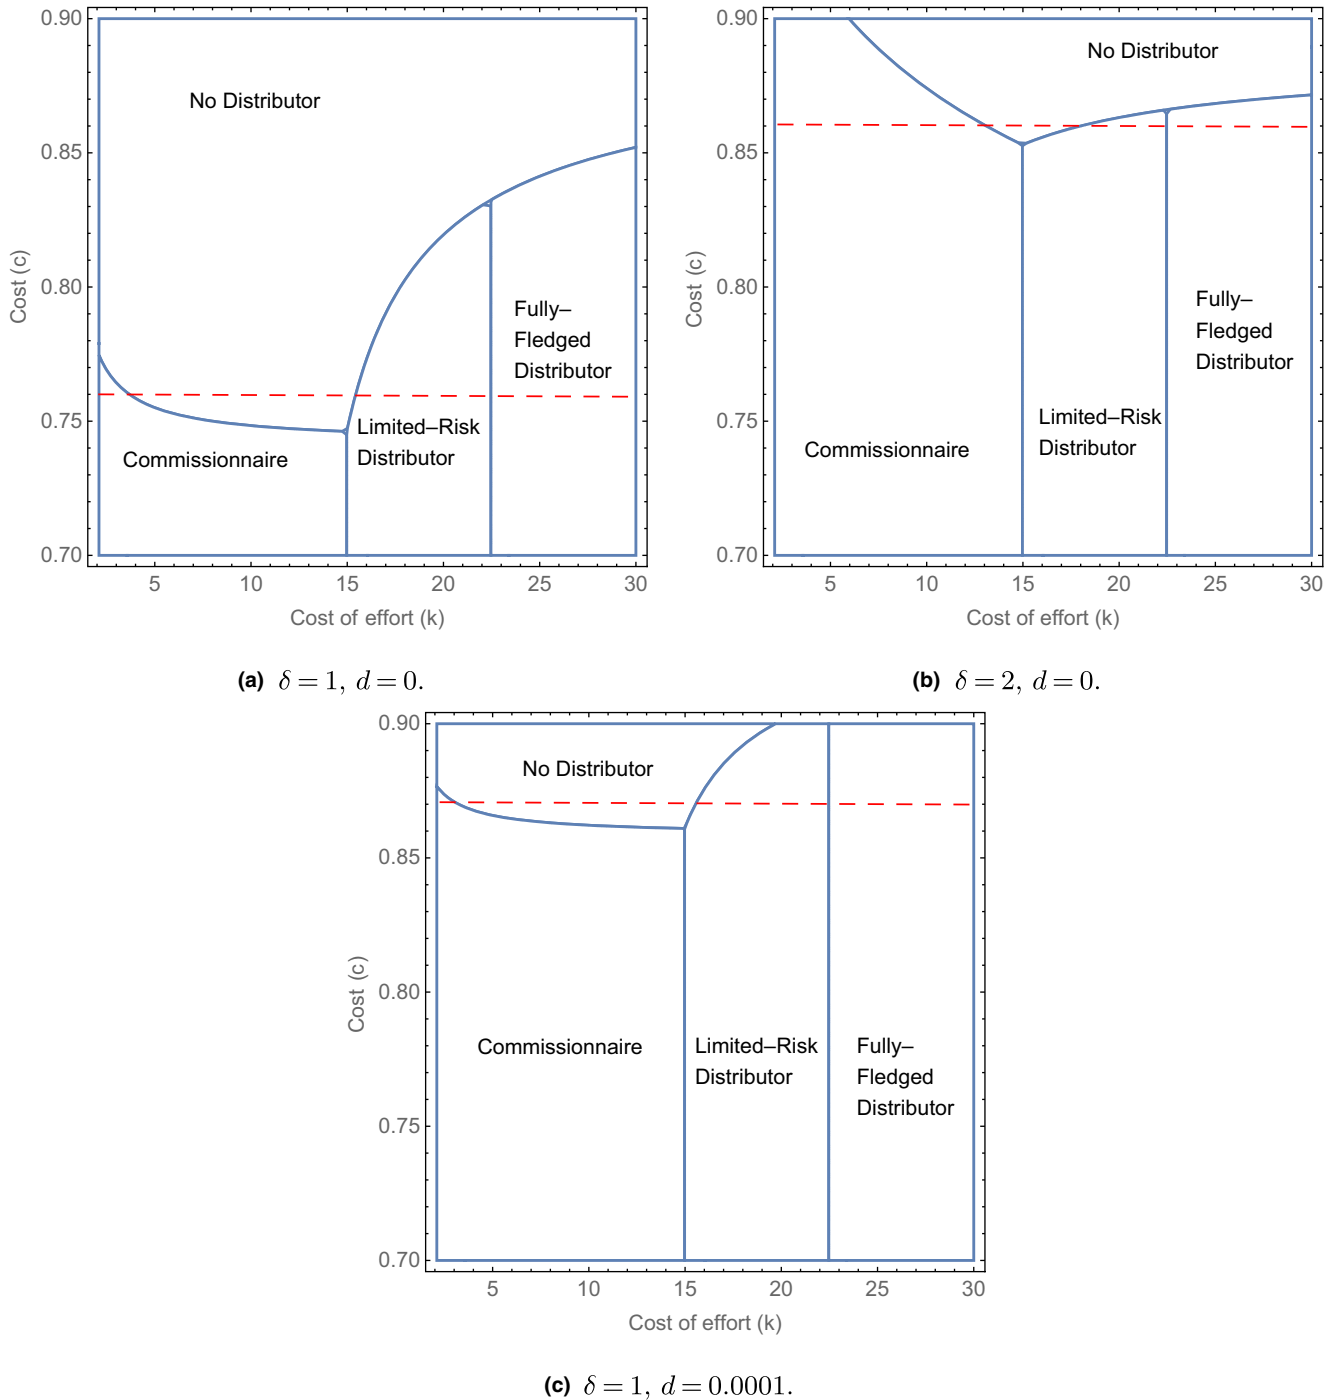 0.90
0.85
0.80
0.75
0.70
Cost (c)
No Distributor
Fully–
Fledged
Distributor
Limited–Risk
Distributor
Commissionnaire
5 10 15 20 25 30
Cost of effort (k)
(a) δ = 1, d = 0.
0.90
0.85
0.80
0.75
0.70
Cost (c)
No Distributor
Fully–
Fledged
Distributor
Limited–Risk
Distributor
Commissionnaire
5 10 15 20 25 30
Cost of effort (k)
(b) δ = 2, d = 0.
0.90
0.85
0.80
0.75
0.70
Cost (c)
No Distributor
Commissionnaire
Limited–Risk
Distributor
Fully–
Fledged
Distributor
5 10 15 20 25 30
Cost of effort (k)
(c) δ = 1, d = 0.0001.